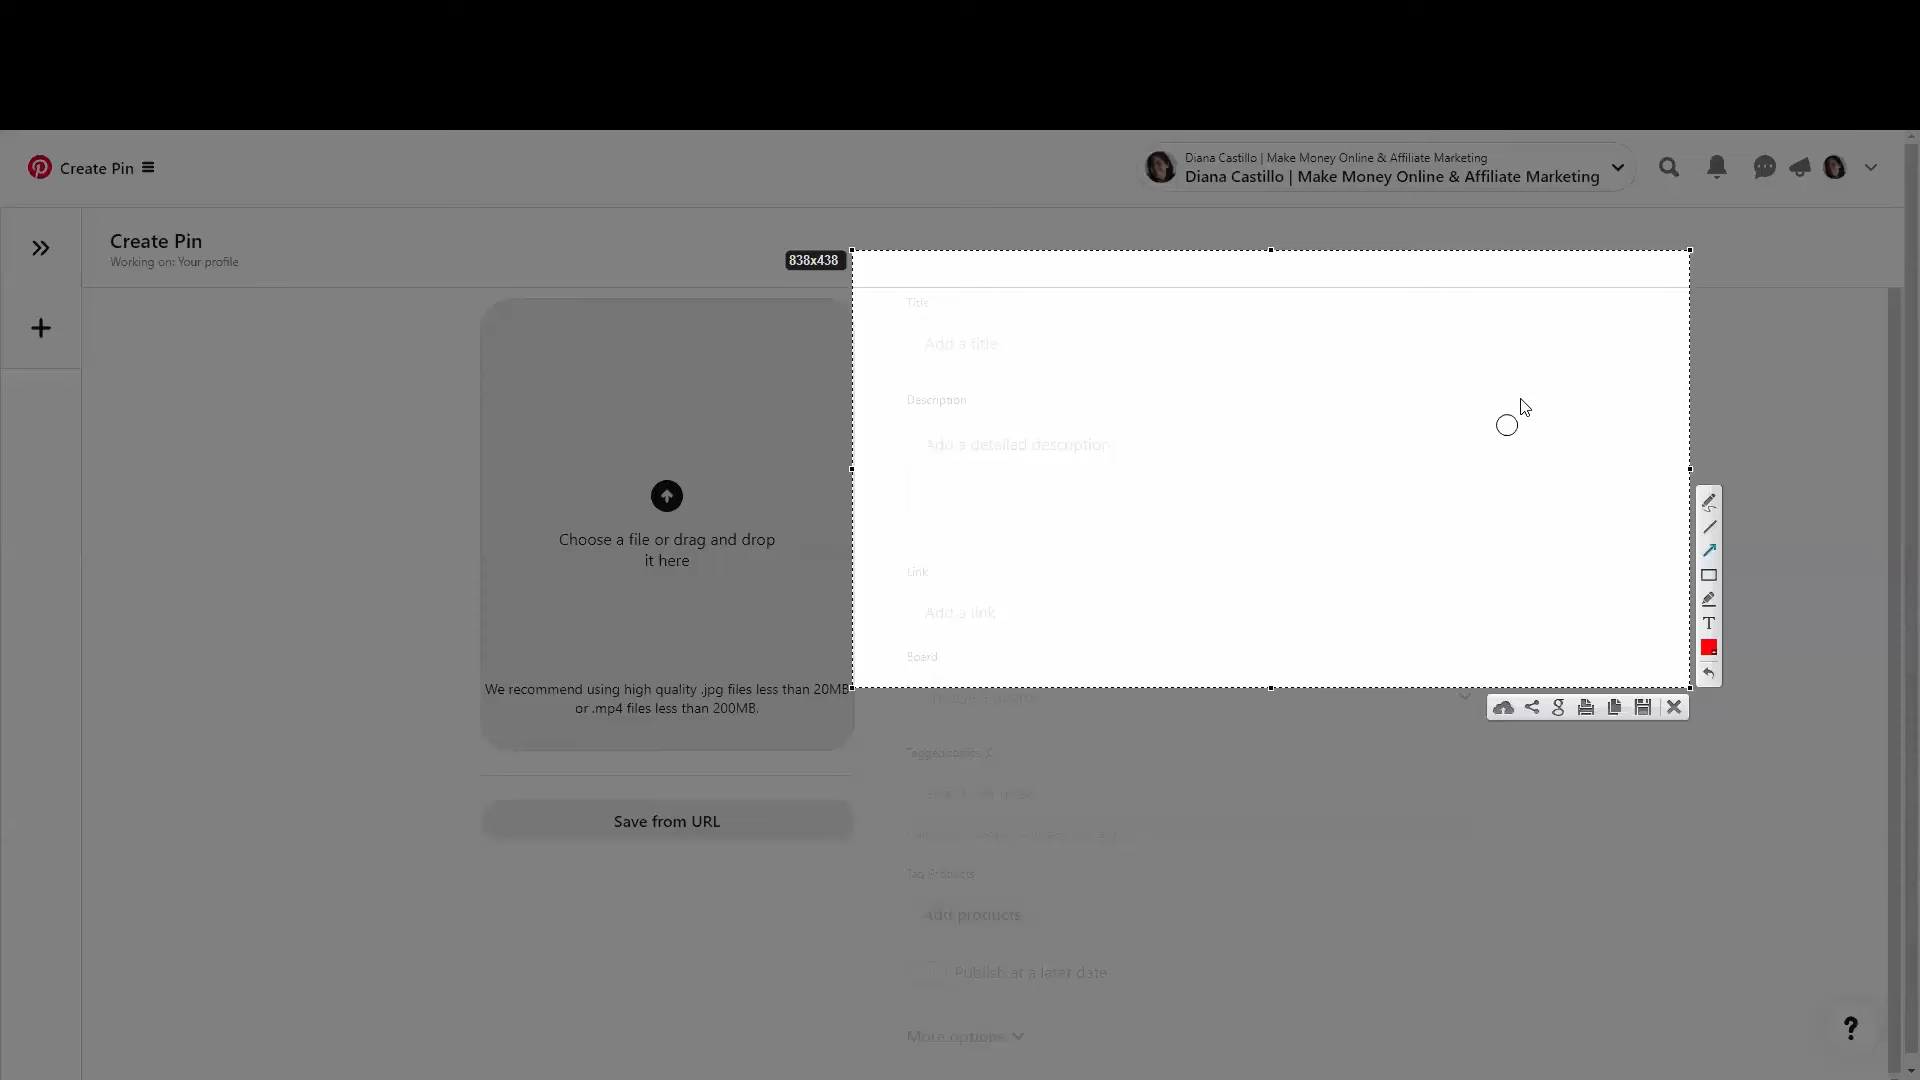 Create Pin
Diana Castillo | Make Money Online & Affiliate Marketing
Diana Castillo | Make Money Online & Affiliate Marketing
Create Pin
Working on: Your profile
838x438
Title
Add a title
Description
Add a detailed description
Choose a file or drag and drop
it here
Link
Add a link
Board
We recommend using high quality .jpg files less than 20MB
or .mp4 files less than 200MB.
T
g
Save from URL
Tag Products
Add products
Publish at a later date
More options
?